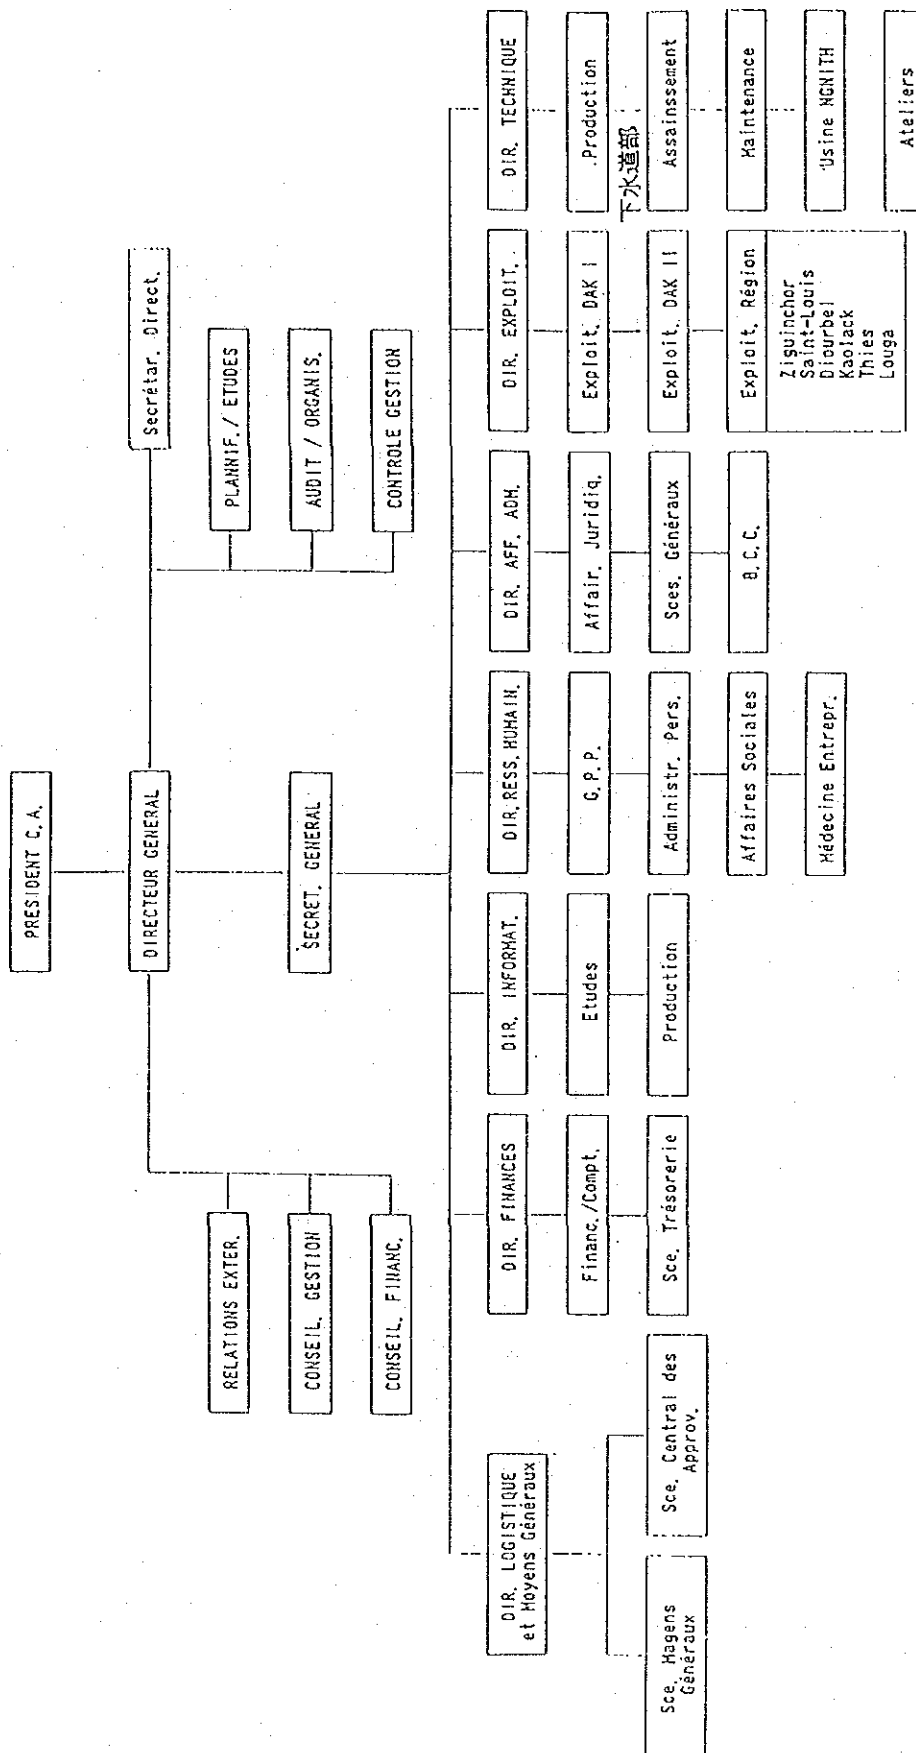 PRESIDENT C.A.
DIRECTEUR GENERAL
Secrétar. Direct.
RELATIONS EXTER.
CONSEIL. GESTION
CONSEIL. FINANC.
PLANNIF./ ETUDES
AUDIT / ORGANIS.
CONTROLE GESTION
SECRET. GENERAL
DIR. LOGISTIQUE
et Moyens Généraux
Sce. Magens
Généraux
Sce. Central des
Approv.
DIR. FINANCES
Financ./Compt.
Sce. Trésorerie
DIR. INFORMAT.
Etudes
Production
DIR. RESS. HUMAIN.
G.P.P.
Administr. Pers.
Affaires Sociales
Médecine Entrepr.
DIR. AFF. ADM.
Affair. Juridiq.
Sces. Généraux
B.C.C.
DIR. EXPLOIT.
Exploit. DAK I
Exploit. DAK II
Exploit. Région
Ziguinchor
Saint-Louis
Diourbel
Kaolack
Thies
Louga
DIR. TECHNIQUE
Production
下水道部
Assainssement
Maintenance
Usine NGNITH
Ateliers